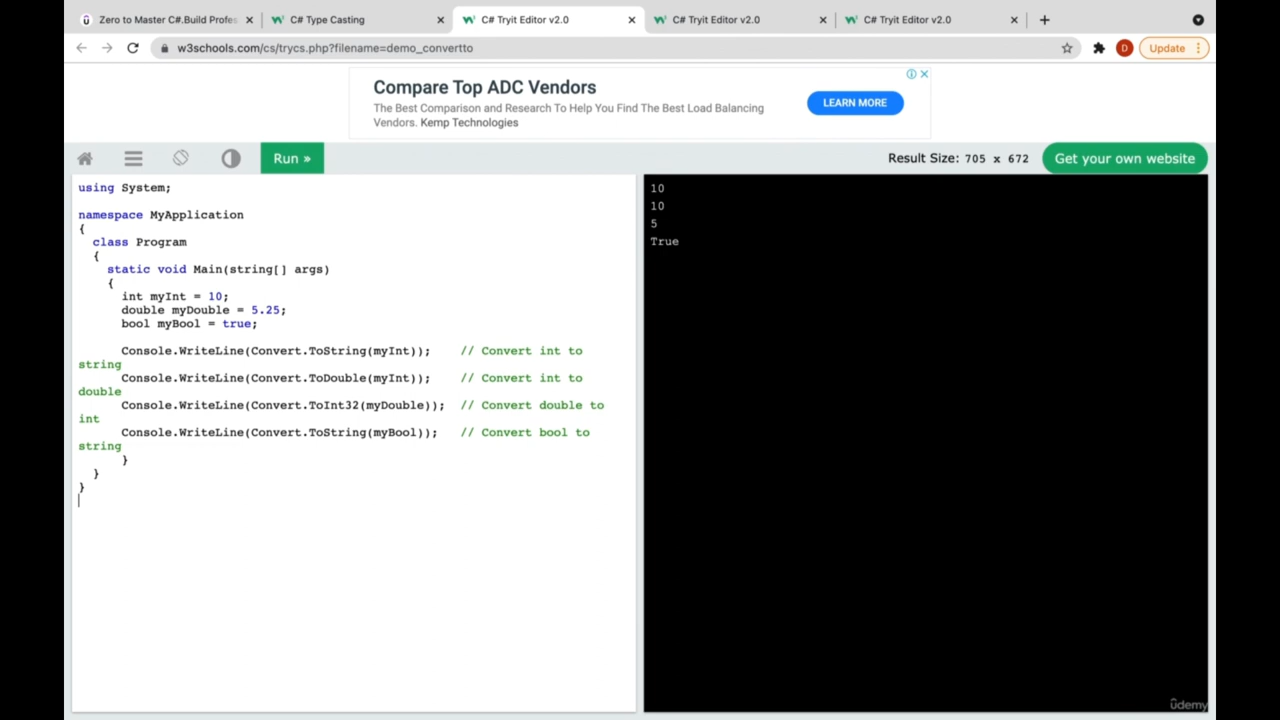 Zero to Master C#.Build Profes
C# Type Casting
C# Tryit Editor v2.0
C# Tryit Editor v2.0
C# Tryit Editor v2.0
w3schools.com/cs/trycs.php?filename=demo_convertto
D
Update
Compare Top ADC Vendors
The Best Comparison and Research To Help You Find The Best Load Balancing
Vendors. Kemp Technologies
LEARN MORE
Run »
Result Size: 705 x 672
Get your own website
using System;
namespace MyApplication
{
class Program
{
static void Main(string[] args)
{
int myInt = 10;
double myDouble = 5.25;
bool myBool = true;
Console.WriteLine(Convert.ToString(myInt)); // Convert int to
string
Console.WriteLine(Convert.ToDouble(myInt)); // Convert int to
double
Console.WriteLine(Convert.ToInt32(myDouble)); // Convert double to
int
Console.WriteLine(Convert.ToString(myBool)); // Convert bool to
string
}
}
}
10
10
5
True
ûdemy